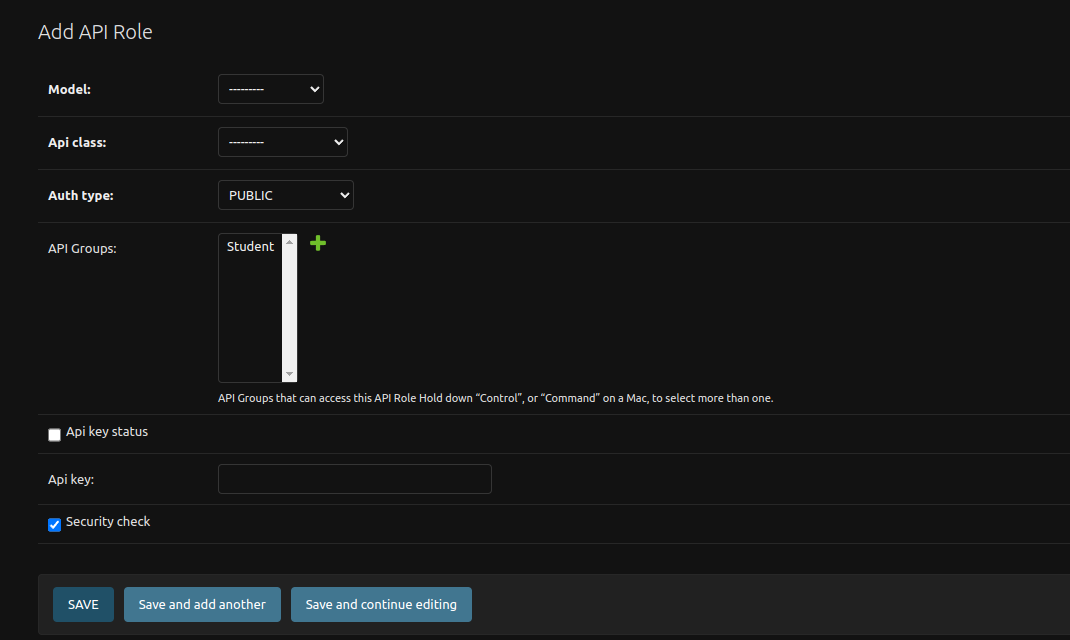 Add API Role
Model: ---------
Api class: ---------
Auth type: PUBLIC
API Groups: Student
API Groups that can access this API Role Hold down “Control”, or “Command” on a Mac, to select more than one.
Api key status
Api key:
Security check
SAVE Save and add another Save and continue editing